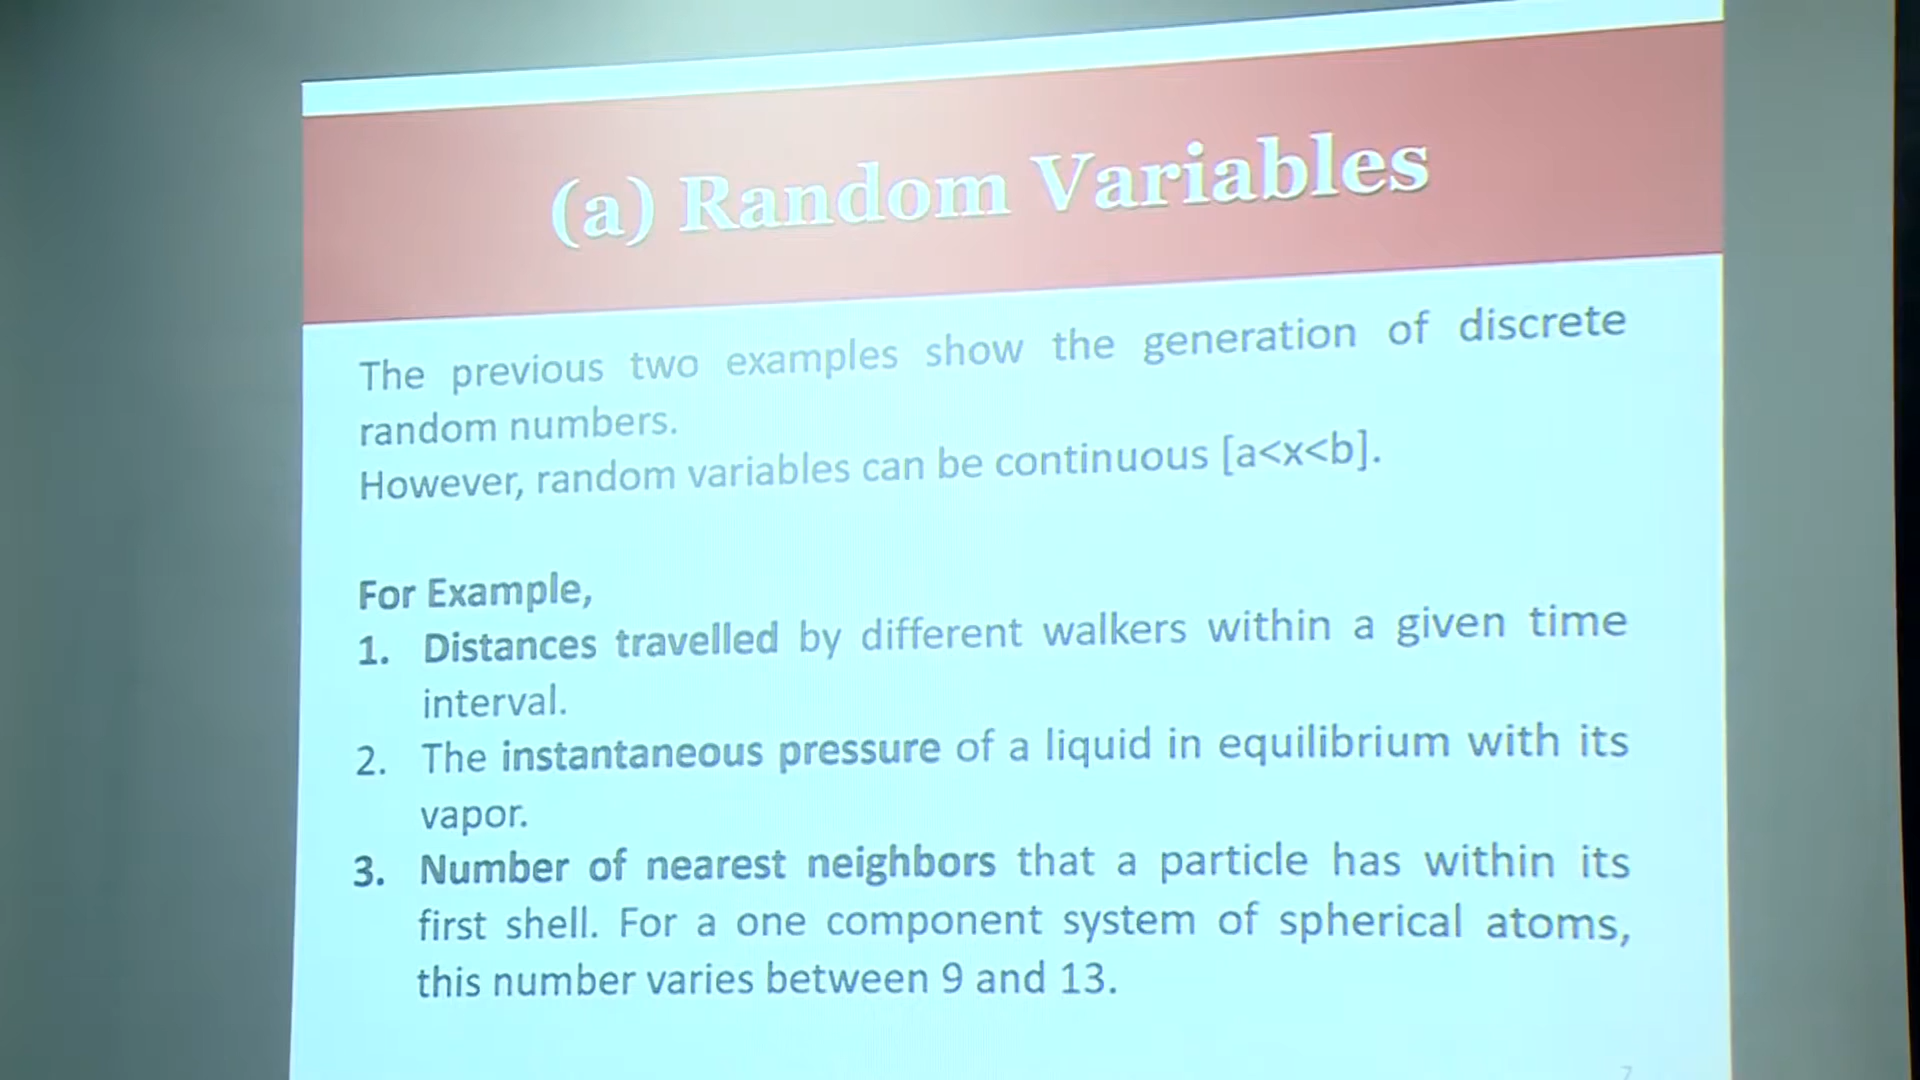 (a) Random Variables
The previous two examples show the generation of discrete
random numbers.
However, random variables can be continuous [a<x<b].
For Example,
1. Distances travelled by different walkers within a given time
interval.
2. The instantaneous pressure of a liquid in equilibrium with its
vapor.
3. Number of nearest neighbors that a particle has within its
first shell. For a one component system of spherical atoms,
this number varies between 9 and 13.
7